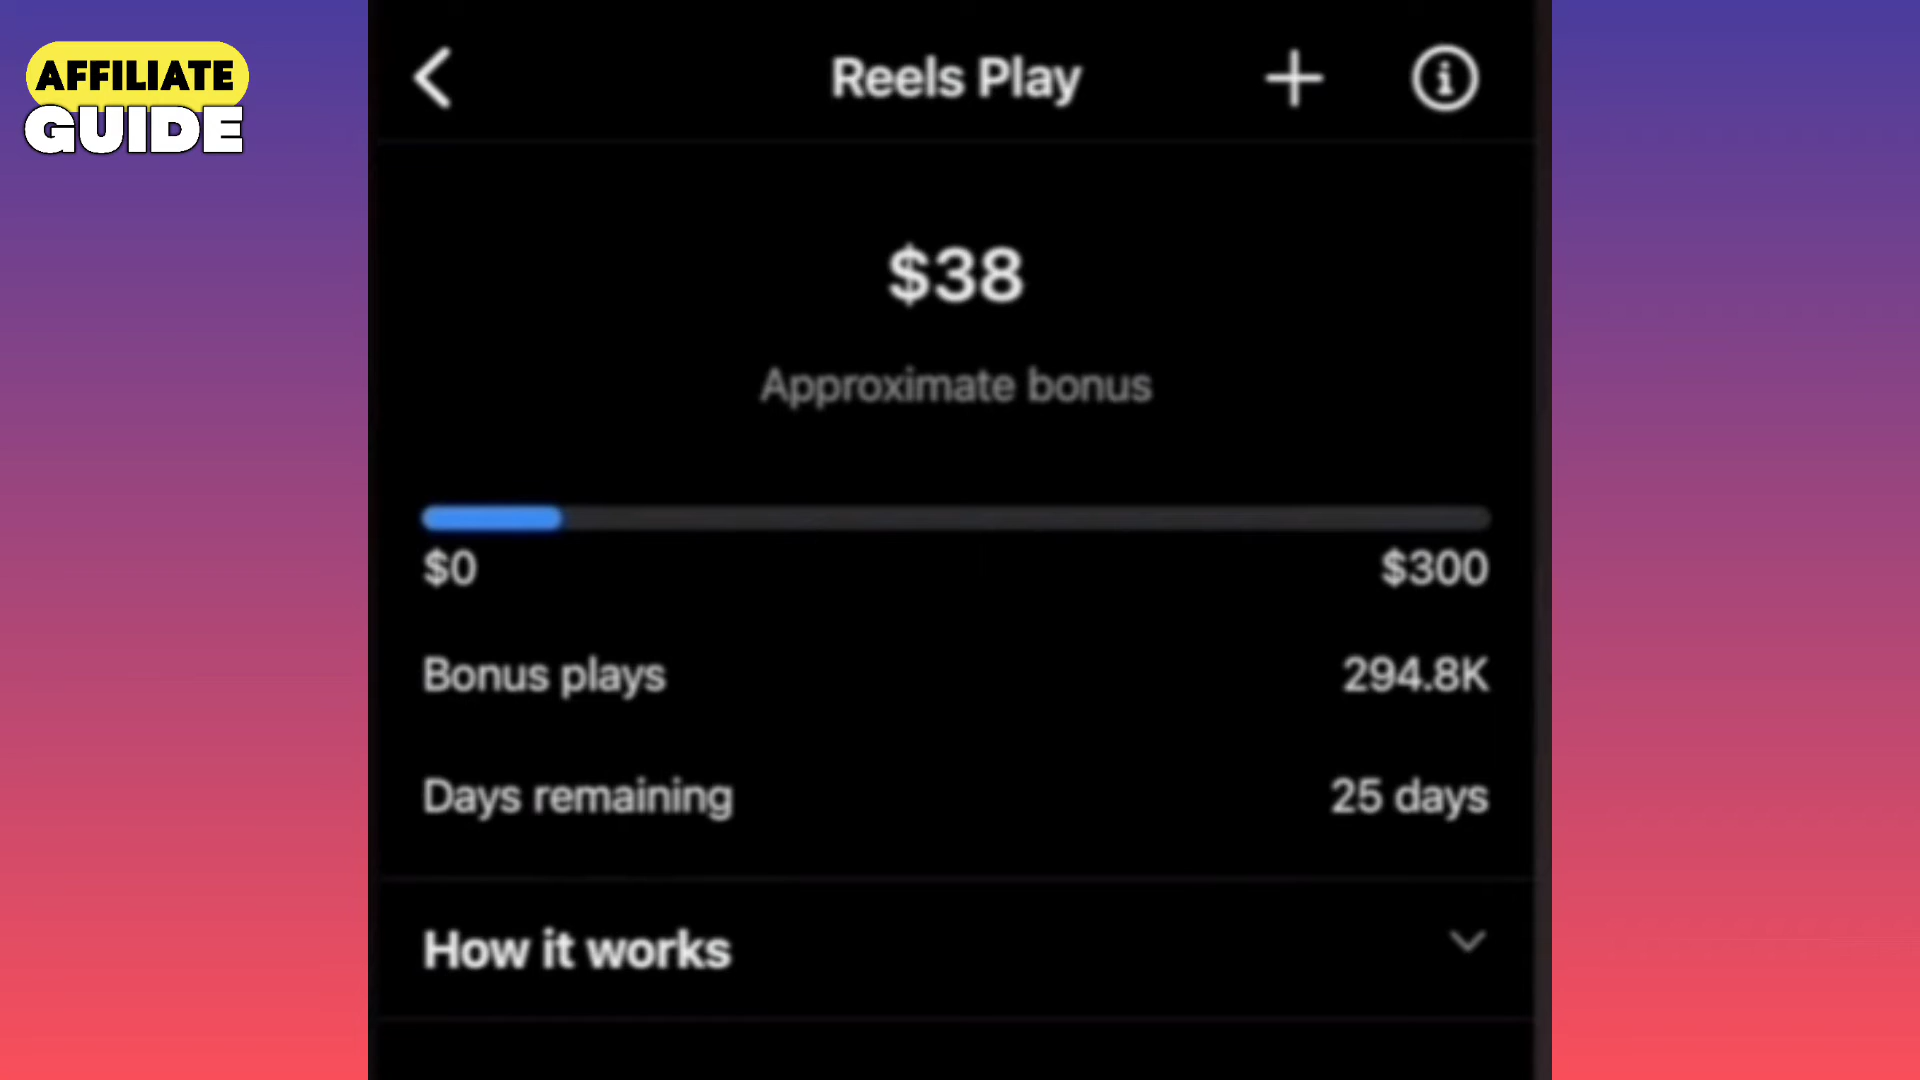 AFFILIATE
GUIDE
Reels Play
$38
Approximate bonus
$0 $300
Bonus plays 294.8K
Days remaining 25 days
How it works